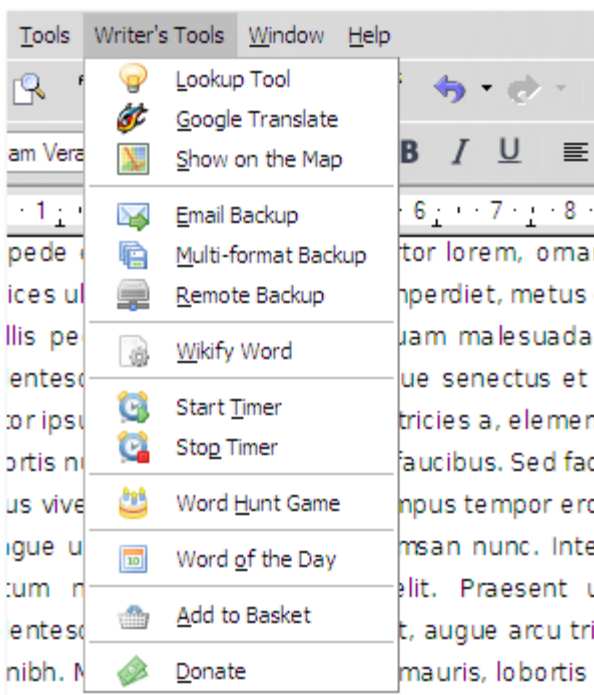 Tools Writer's Tools Window Help
Lookup Tool
Google Translate
am Vera
Show on the Map
B I U
1 6 7 8
Email Backup
pede
Multi-format Backup
tor lorem, orna
ices ul
Remote Backup
nperdiet, metus
llis pe
uam malesuada
Wikify Word
entesc
ue senectus et
tor ipsu
Start Timer
tricies a, elemen
ortis nu
Stop Timer
faucibus. Sed fac
us vive
Word Hunt Game
mpus tempor ero
gue u
Word of the Day
msan nunc. Inte
tum n
elit. Praesent u
entesc
Add to Basket
t, augue arcu tri
nibh. M
Donate
mauris, lobortis